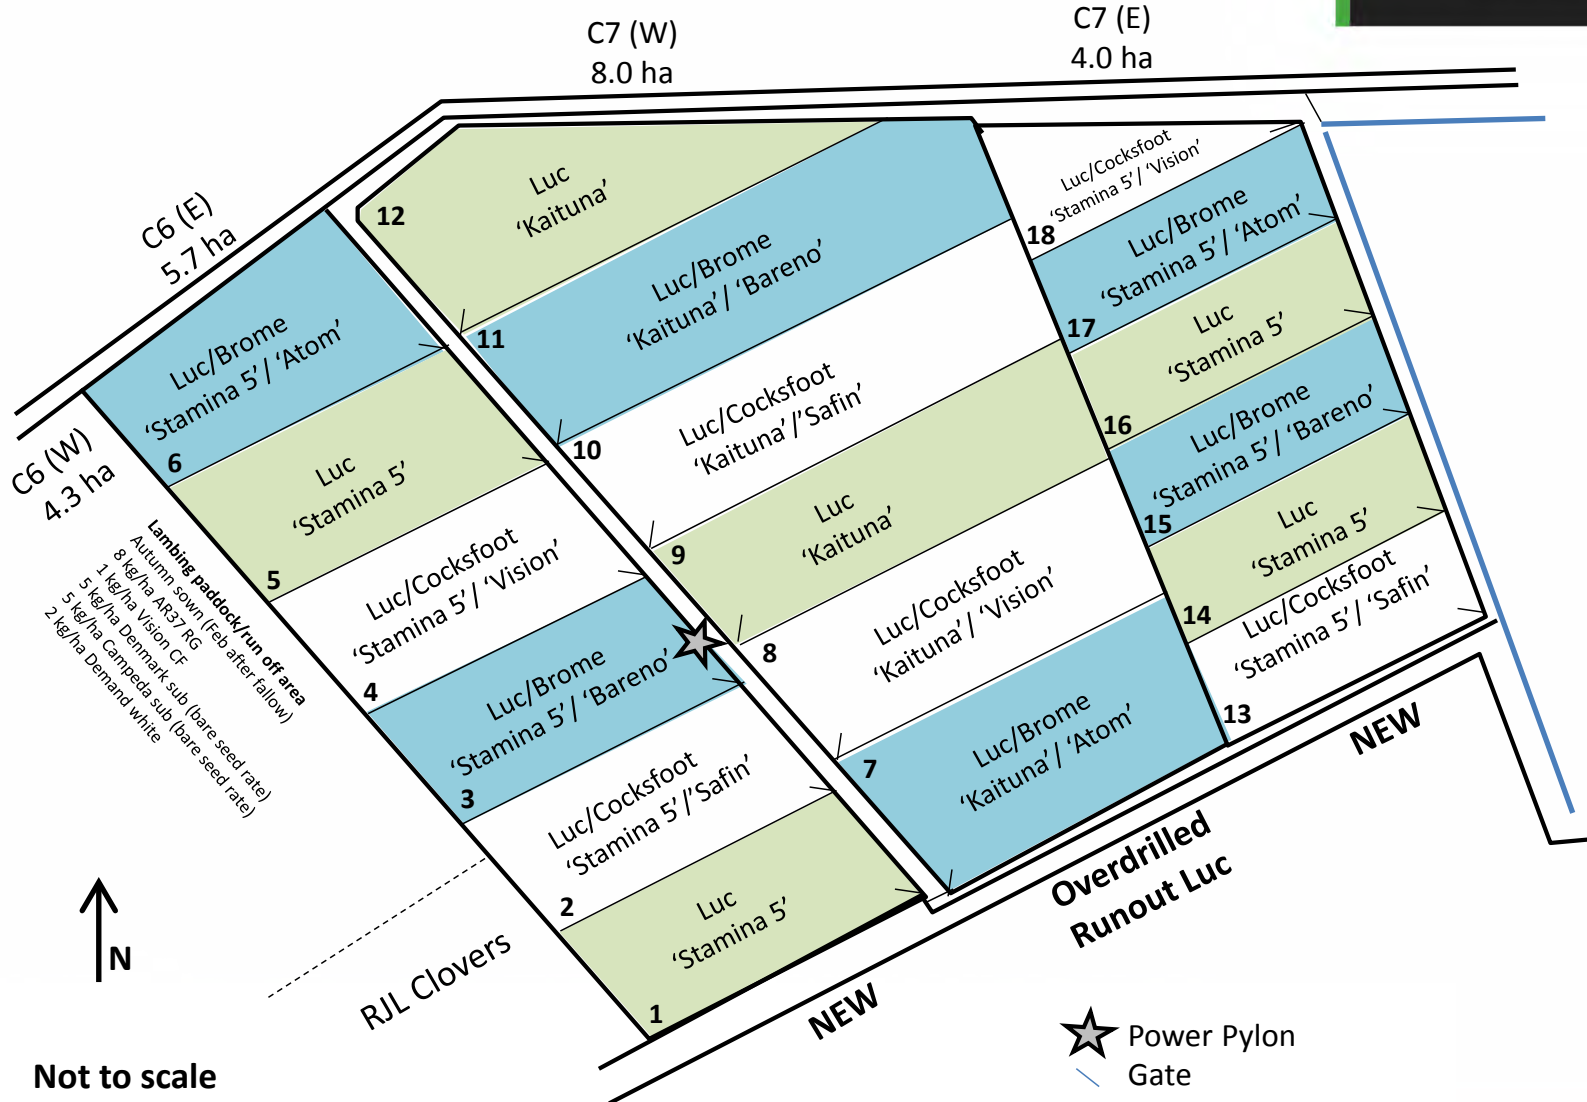 C7 (W)
8.0 ha
C7 (E)
4.0 ha
C6 (E)
5.7 ha
C6 (W)
4.3 ha
Luc
‘Kaituna’
12
Luc/Cocksfoot
‘Stamina 5’/ ‘Vision’
18
Luc/Brome
‘Stamina 5’/ ‘Atom’
6
Luc/Brome
‘Kaituna’/ ‘Bareno’
11
Luc/Brome
‘Stamina 5’/ ‘Atom’
17
Luc
‘Stamina 5’
5
Luc/Cocksfoot
‘Kaituna’/‘Safin’
10
Luc
‘Stamina 5’
16
Luc/Cocksfoot
‘Stamina 5’/ ‘Vision’
4
Luc
‘Kaituna’
9
Luc/Brome
‘Stamina 5’/ ‘Bareno’
15
Luc/Brome
‘Stamina 5’/ ‘Bareno’
3
Luc/Cocksfoot
‘Kaituna’/ ‘Vision’
8
Luc
‘Stamina 5’
14
Luc/Cocksfoot
‘Stamina 5’/‘Safin’
2
Luc/Brome
‘Kaituna’/ ‘Atom’
7
Luc/Cocksfoot
‘Stamina 5’/ ‘Safin’
13
Luc
‘Stamina 5’
1
Lambing paddock/run off area
Autumn sown (Feb after fallow)
8 kg/ha AR37 RG
1 kg/ha Vision CF
5 kg/ha Denmark sub (bare seed rate)
5 kg/ha Campeda sub (bare seed rate)
2 kg/ha Demand white
RJL Clovers
NEW
Overdrilled
Runout Luc
NEW
N
Not to scale
Power Pylon
Gate